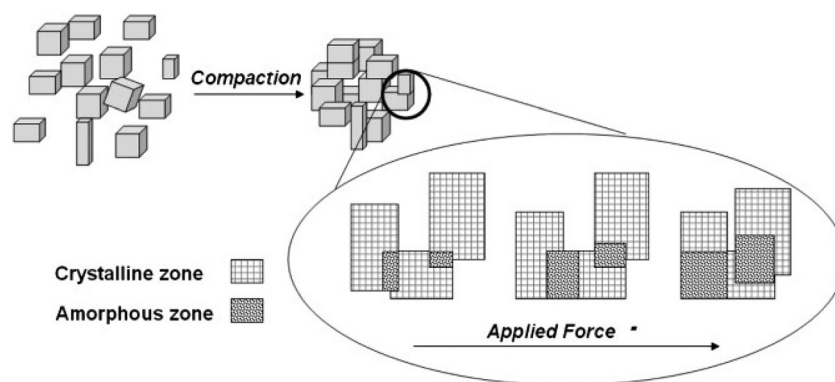 Compaction
Crystalline zone
Amorphous zone
Applied Force